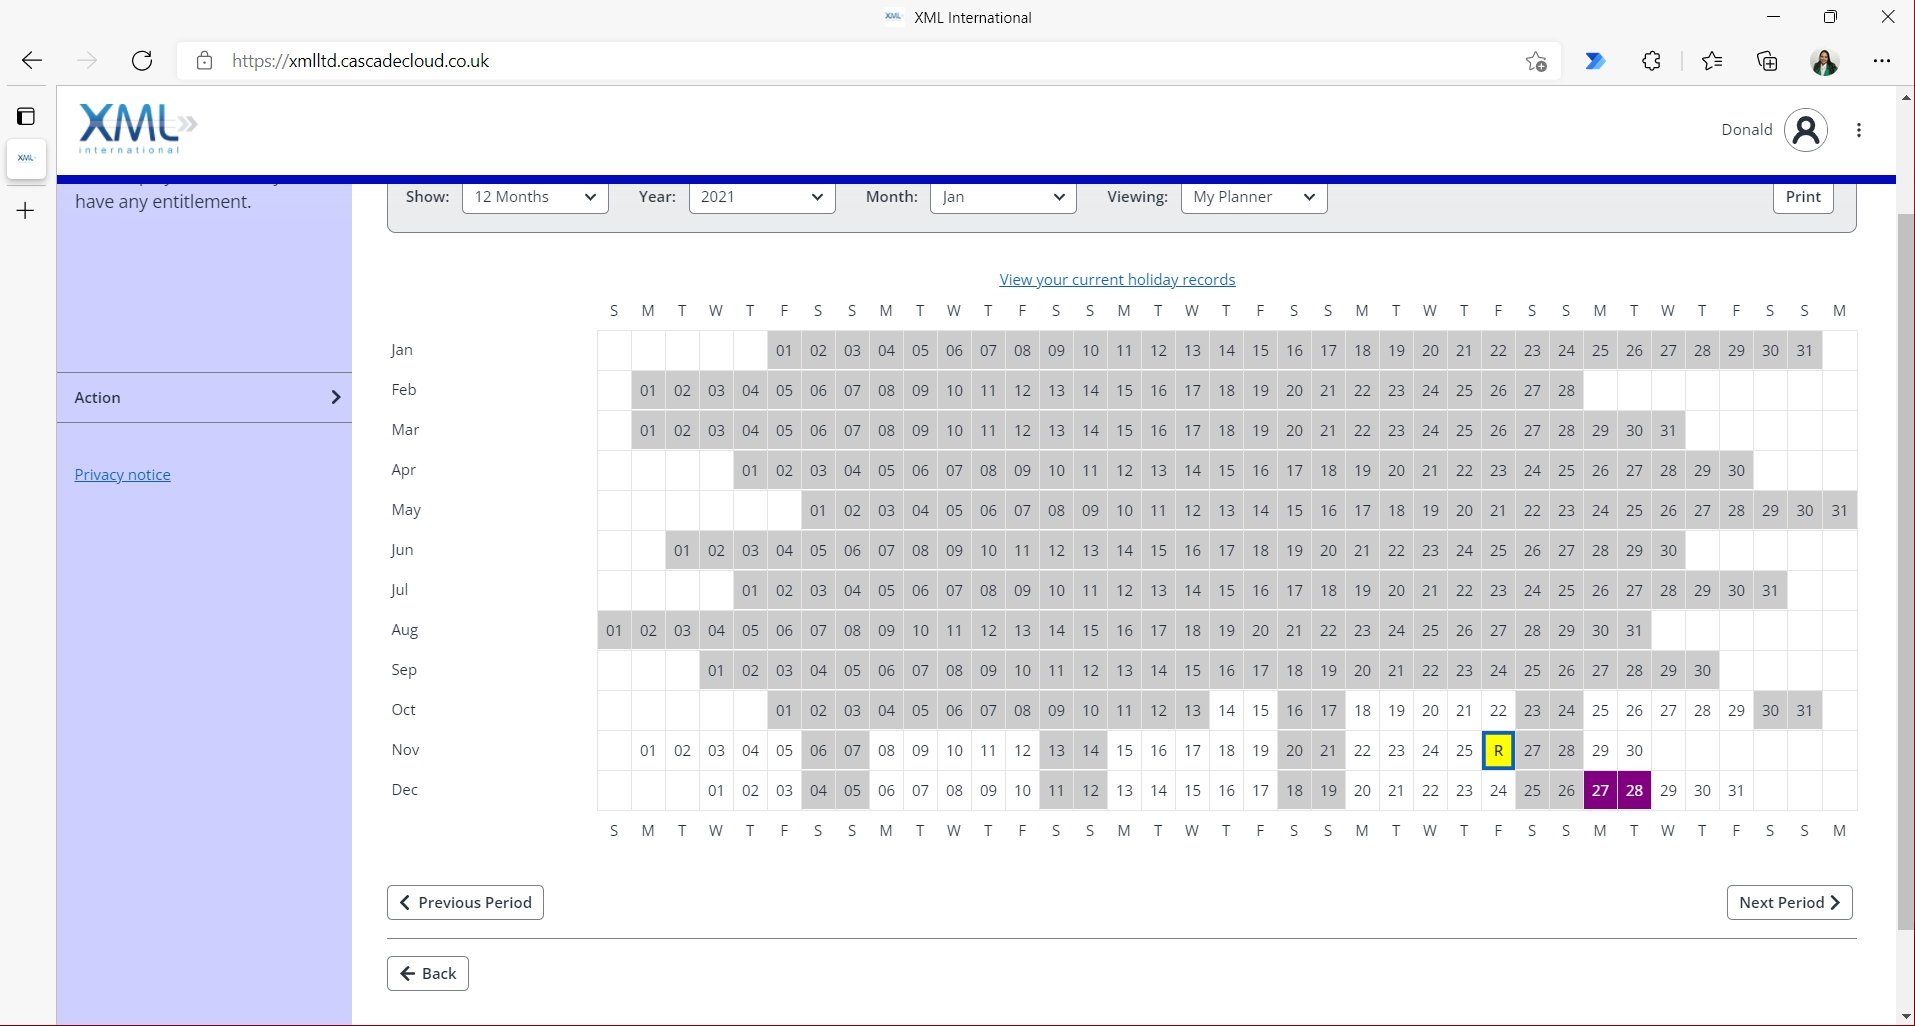 XML International
https://xmlltd.cascadecloud.co.uk
XML
international
Donald
XML
have any entitlement.
Show: 12 Months Year: 2021 Month: Jan Viewing: My Planner Print
View your current holiday records
S M T W T F S S M T W T F S S M T W T F S S M T W T F S S M T W T F S S M
Jan 01 02 03 04 05 06 07 08 09 10 11 12 13 14 15 16 17 18 19 20 21 22 23 24 25 26 27 28 29 30 31
Feb 01 02 03 04 05 06 07 08 09 10 11 12 13 14 15 16 17 18 19 20 21 22 23 24 25 26 27 28
Action
Mar 01 02 03 04 05 06 07 08 09 10 11 12 13 14 15 16 17 18 19 20 21 22 23 24 25 26 27 28 29 30 31
Apr 01 02 03 04 05 06 07 08 09 10 11 12 13 14 15 16 17 18 19 20 21 22 23 24 25 26 27 28 29 30
Privacy notice
May 01 02 03 04 05 06 07 08 09 10 11 12 13 14 15 16 17 18 19 20 21 22 23 24 25 26 27 28 29 30 31
Jun 01 02 03 04 05 06 07 08 09 10 11 12 13 14 15 16 17 18 19 20 21 22 23 24 25 26 27 28 29 30
Jul 01 02 03 04 05 06 07 08 09 10 11 12 13 14 15 16 17 18 19 20 21 22 23 24 25 26 27 28 29 30 31
Aug 01 02 03 04 05 06 07 08 09 10 11 12 13 14 15 16 17 18 19 20 21 22 23 24 25 26 27 28 29 30 31
Sep 01 02 03 04 05 06 07 08 09 10 11 12 13 14 15 16 17 18 19 20 21 22 23 24 25 26 27 28 29 30
Oct 01 02 03 04 05 06 07 08 09 10 11 12 13 14 15 16 17 18 19 20 21 22 23 24 25 26 27 28 29 30 31
Nov 01 02 03 04 05 06 07 08 09 10 11 12 13 14 15 16 17 18 19 20 21 22 23 24 25 R 27 28 29 30
Dec 01 02 03 04 05 06 07 08 09 10 11 12 13 14 15 16 17 18 19 20 21 22 23 24 25 26 27 28 29 30 31
S M T W T F S S M T W T F S S M T W T F S S M T W T F S S M T W T F S S M
Previous Period Next Period
Back